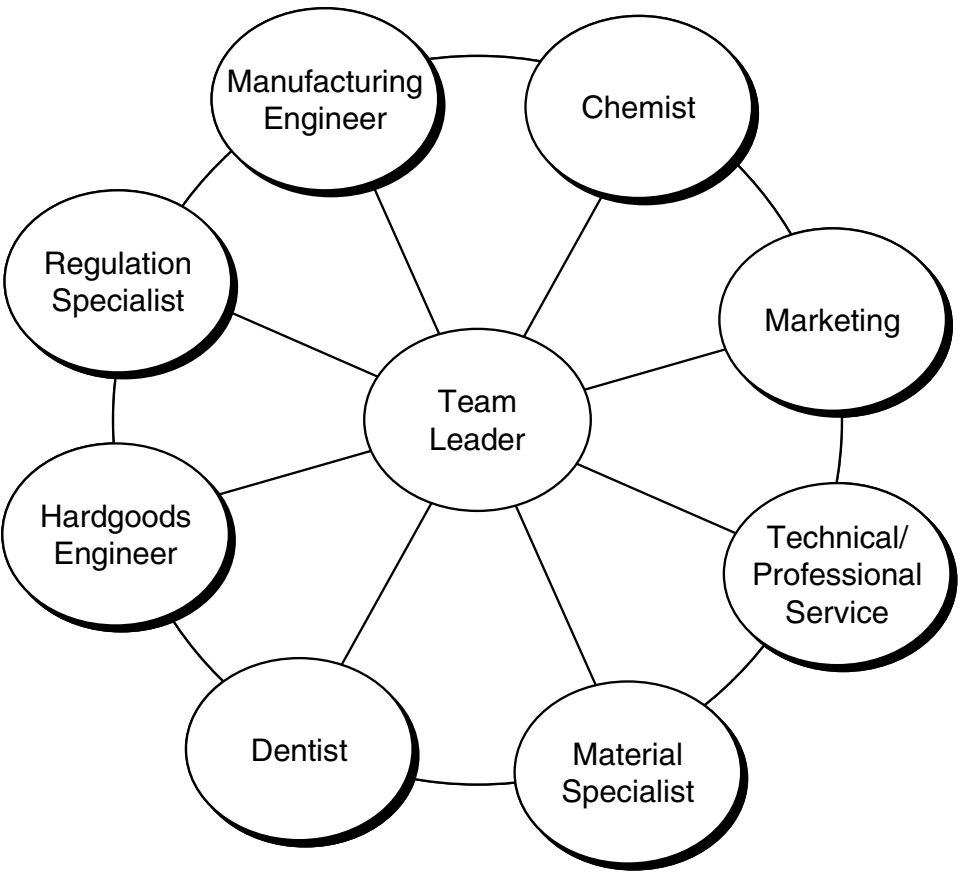 Manufacturing
Engineer
Chemist
Regulation
Specialist
Marketing
Team
Leader
Hardgoods
Engineer
Technical/
Professional
Service
Dentist
Material
Specialist